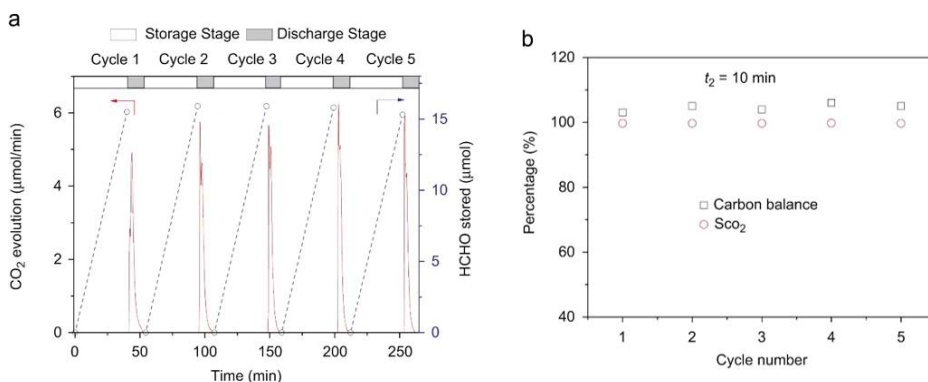 a
Storage Stage Discharge Stage
Cycle 1 Cycle 2 Cycle 3 Cycle 4 Cycle 5
CO2 evolution (μmol/min)
6
4
2
0
15
10
5
0
HCHO stored (μmol)
0 50 100 150 200 250
Time (min)
b
t2 = 10 min
Percentage (%)
120
100
80
60
40
Carbon balance
Sco2
1 2 3 4 5
Cycle number